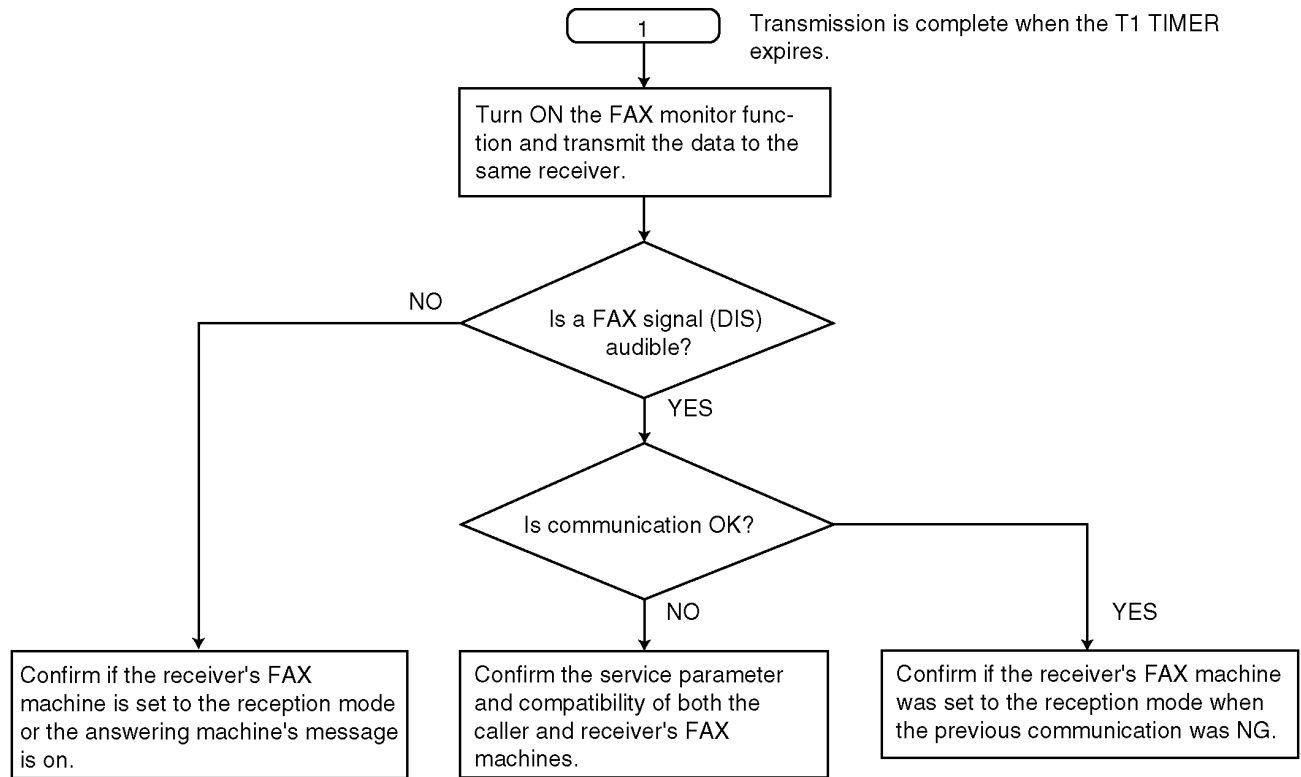 1
Transmission is complete when the T1 TIMER
expires.
Turn ON the FAX monitor func-
tion and transmit the data to the
same receiver.
Is a FAX signal (DIS)
audible?
NO
YES
Is communication OK?
NO
YES
Confirm if the receiver's FAX
machine is set to the reception mode
or the answering machine's message
is on.
Confirm the service parameter
and compatibility of both the
caller and receiver's FAX
machines.
Confirm if the receiver's FAX machine
was set to the reception mode when
the previous communication was NG.